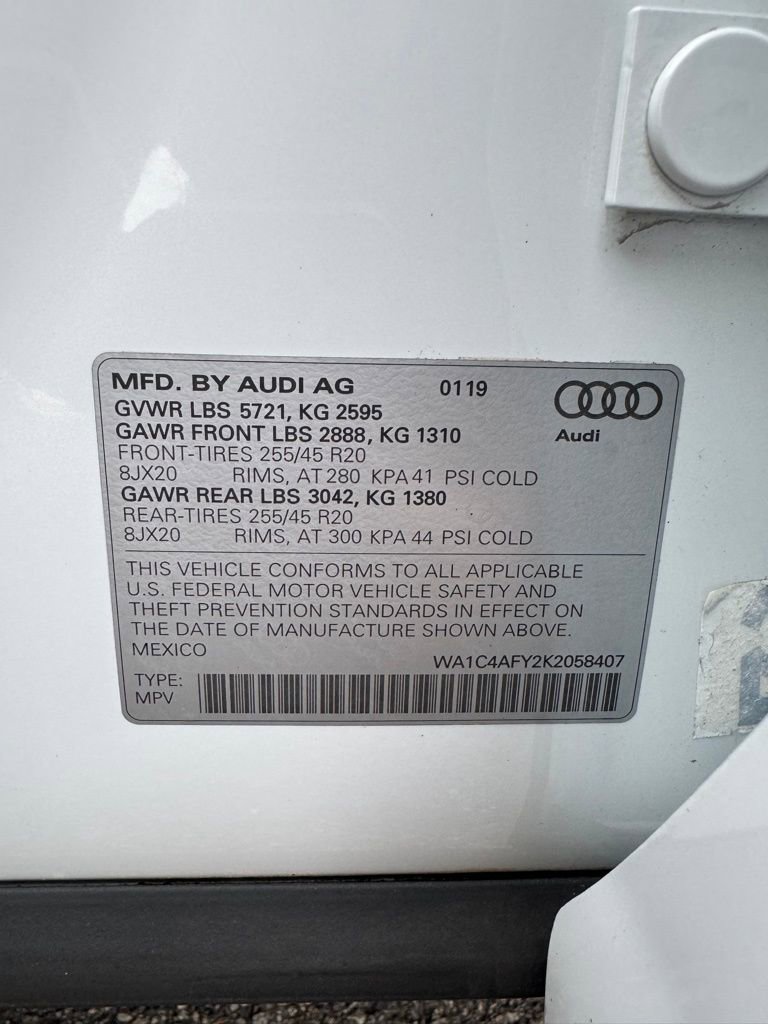 MFD. BY AUDI AG 0119
GVWR LBS 5721, KG 2595
GAWR FRONT LBS 2888, KG 1310
Audi
FRONT-TIRES 255/45 R20
8JX20 RIMS, AT 280 KPA 41 PSI COLD
GAWR REAR LBS 3042, KG 1380
REAR-TIRES 255/45 R20
8JX20 RIMS, AT 300 KPA 44 PSI COLD
THIS VEHICLE CONFORMS TO ALL APPLICABLE
U.S. FEDERAL MOTOR VEHICLE SAFETY AND
THEFT PREVENTION STANDARDS IN EFFECT ON
THE DATE OF MANUFACTURE SHOWN ABOVE.
MEXICO
WA1C4AFY2K2058407
TYPE:
MPV